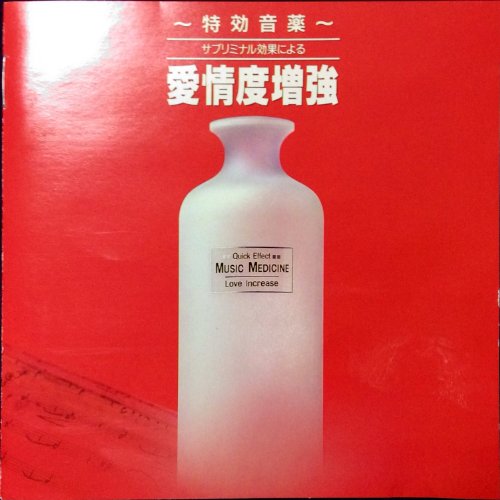 ～特効音薬～
サブリミナル効果による
愛情度増強
Quick Effect
MUSIC MEDICINE
Love Increase